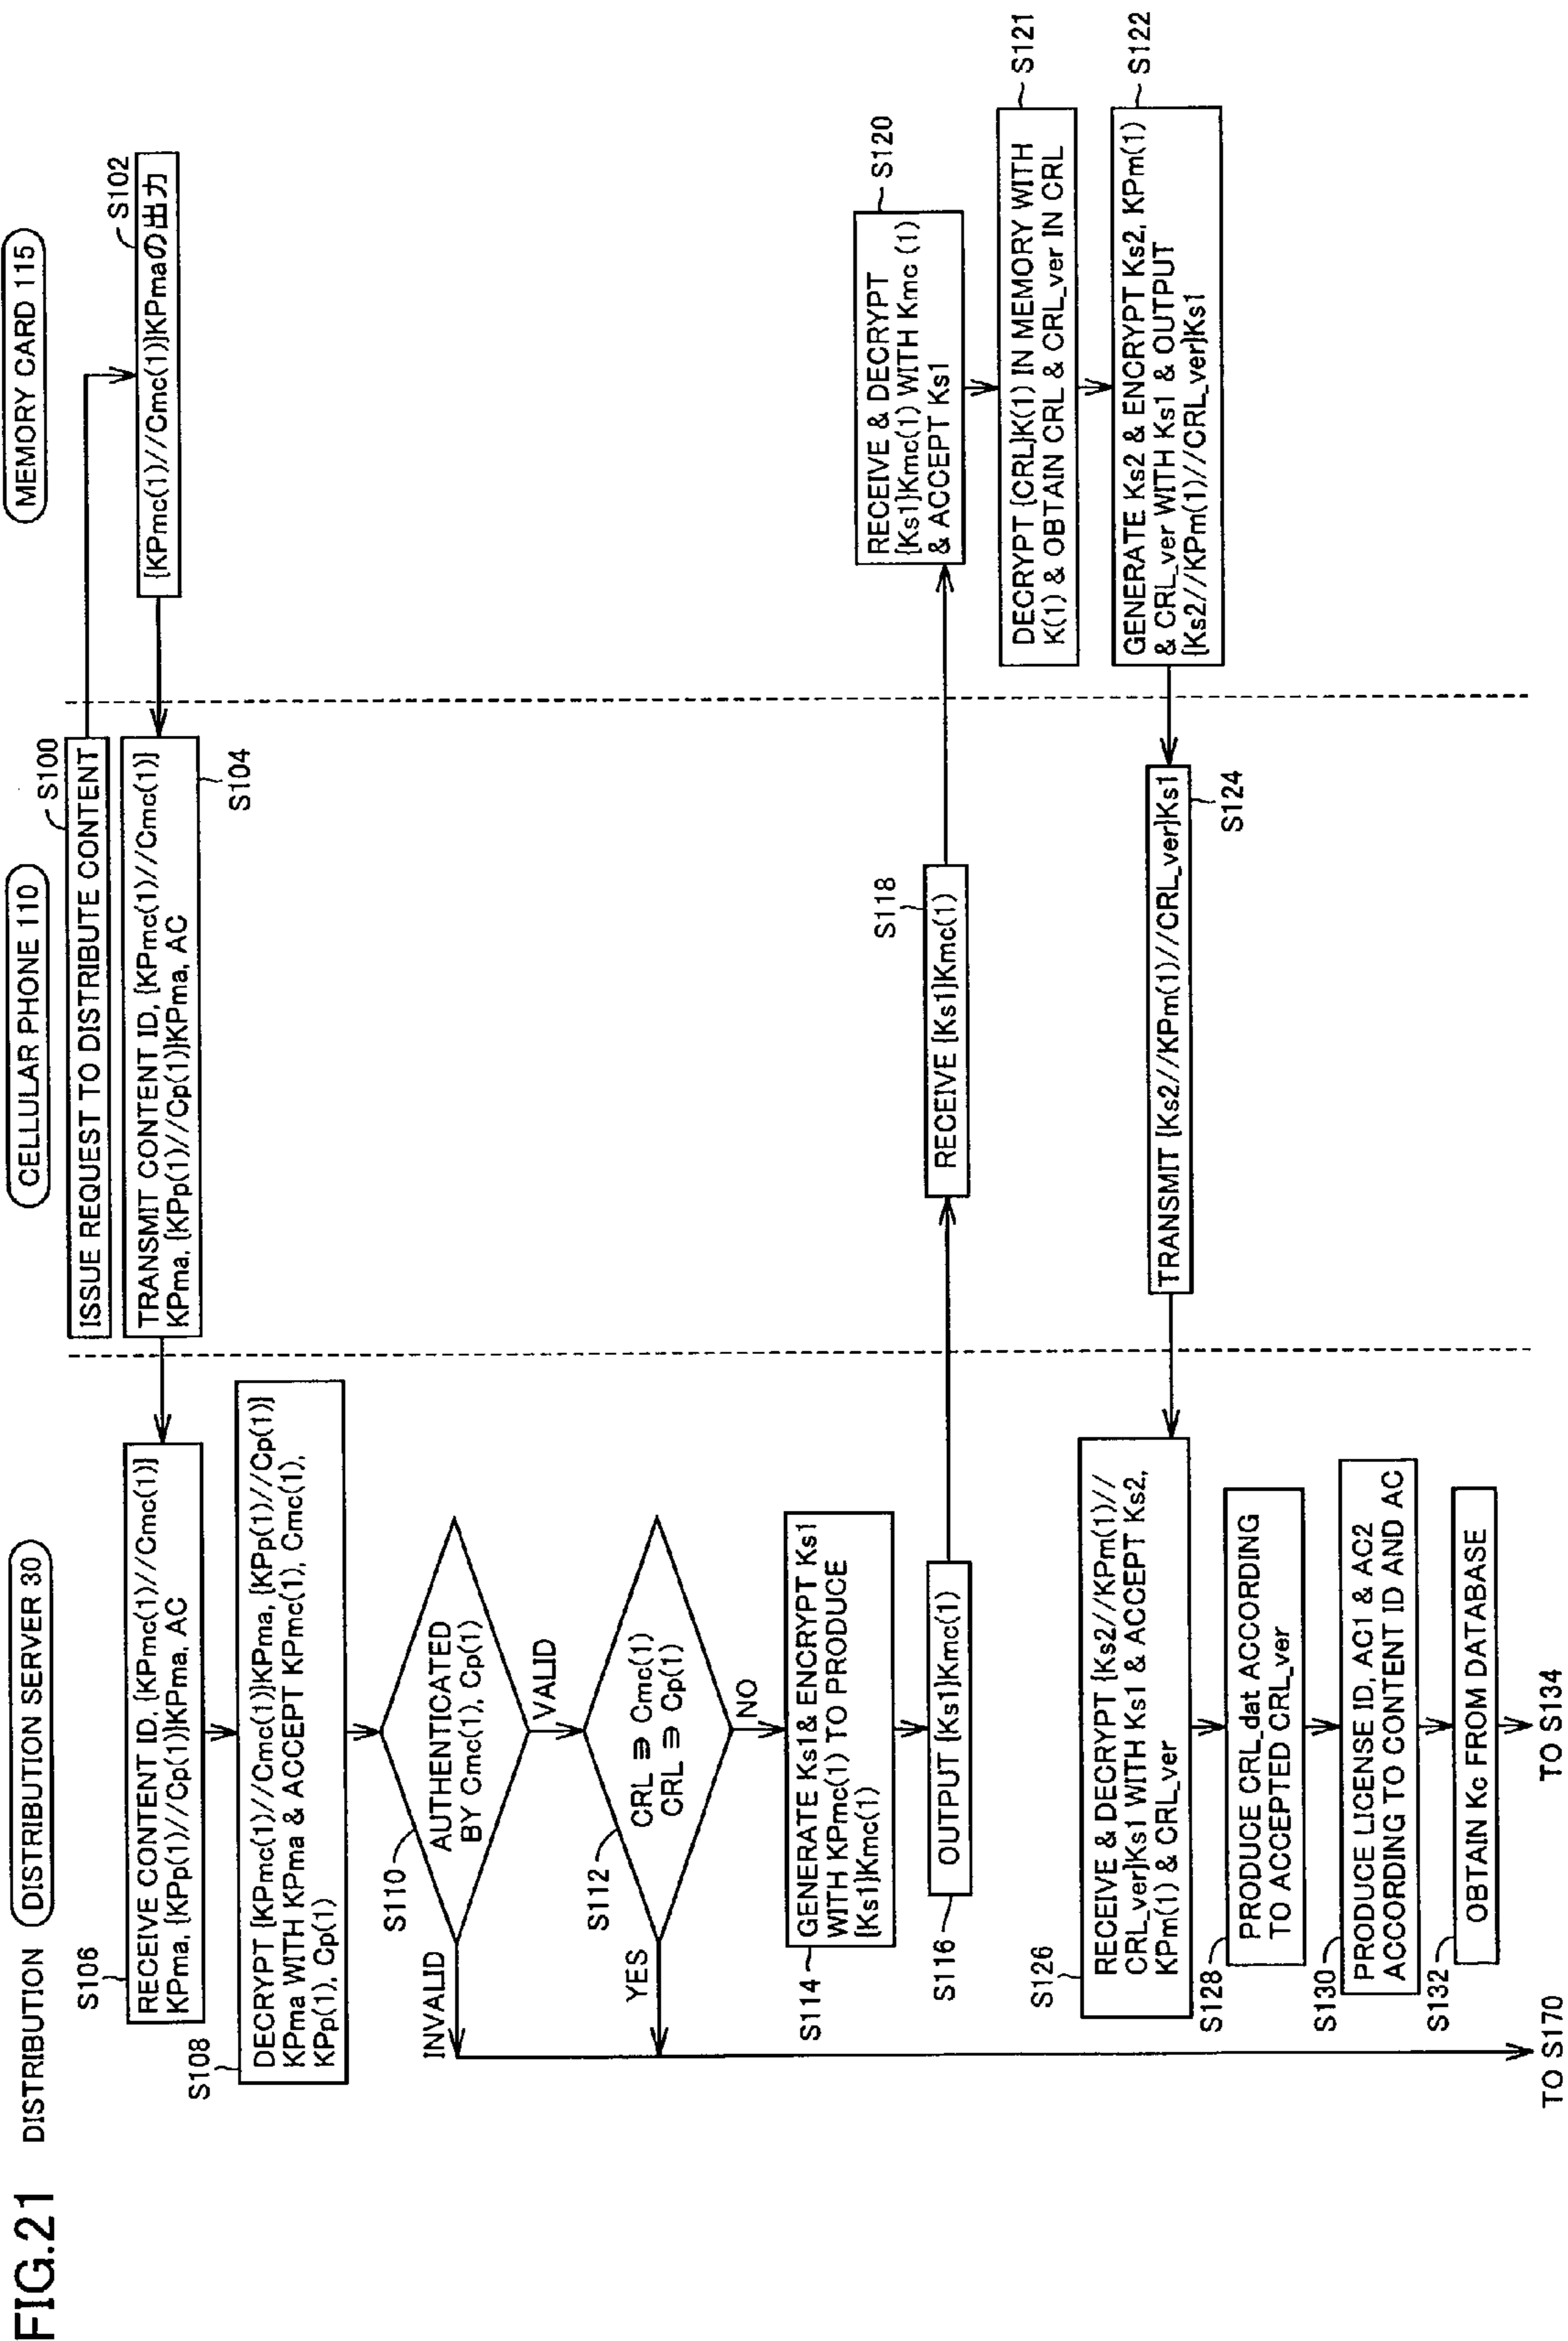 FIG.21
DISTRIBUTION
DISTRIBUTION SERVER 30
CELLULAR PHONE 110
MEMORY CARD 115
S100
ISSUE REQUEST TO DISTRIBUTE CONTENT
S102
{KPmc(1)//Cmc(1)}KPmaの出力
TRANSMIT CONTENT ID, {KPmc(1)//Cmc(1)}
KPma, {KPp(1)//Cp(1)}KPma, AC
S104
S106
RECEIVE CONTENT ID, {KPmc(1)//Cmc(1)}
KPma, {KPp(1)//Cp(1)}KPma, AC
S108
DECRYPT {KPmc(1)//Cmc(1)}KPma, {KPp(1)//Cp(1)}
KPma WITH KPma & ACCEPT KPmc(1), Cmc(1),
KPp(1), Cp(1)
S110
AUTHENTICATED
BY Cmc(1), Cp(1)
INVALID
VALID
S112
CRL ∋ Cmc(1)
CRL ∋ Cp(1)
YES
NO
S114
GENERATE Ks1& ENCRYPT Ks1
WITH KPmc(1) TO PRODUCE
{Ks1}Kmc(1)
S116
OUTPUT {Ks1}Kmc(1)
S118
RECEIVE {Ks1}Kmc(1)
S120
RECEIVE & DECRYPT
{Ks1}Kmc(1) WITH Kmc (1)
& ACCEPT Ks1
S121
DECRYPT {CRL}K(1) IN MEMORY WITH
K(1) & OBTAIN CRL & CRL_ver IN CRL
S122
GENERATE Ks2 & ENCRYPT Ks2, KPm(1)
& CRL_ver WITH Ks1 & OUTPUT
{Ks2//KPm(1)//CRL_ver}Ks1
TRANSMIT {Ks2//KPm(1)//CRL_ver}Ks1
S124
S126
RECEIVE & DECRYPT {Ks2//KPm(1)//
CRL_ver}Ks1 WITH Ks1 & ACCEPT Ks2,
KPm(1) & CRL_ver
S128
PRODUCE CRL_dat ACCORDING
TO ACCEPTED CRL_ver
S130
PRODUCE LICENSE ID, AC1 & AC2
ACCORDING TO CONTENT ID AND AC
S132
OBTAIN Kc FROM DATABASE
TO S170
TO S134